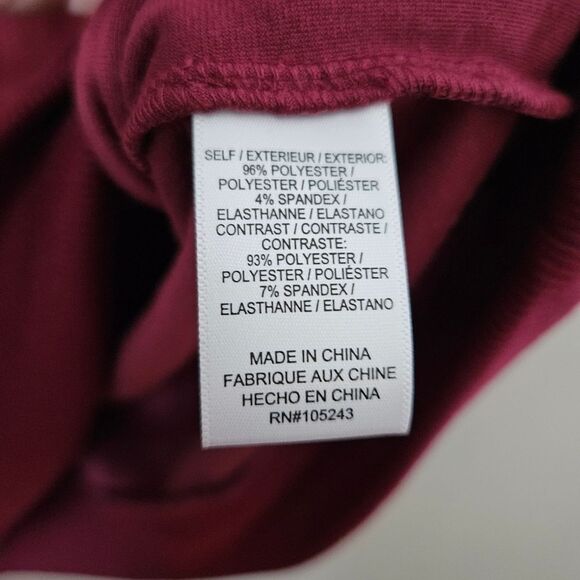 SELF / EXTERIEUR / EXTERIOR:
96% POLYESTER /
POLYESTER / POLIÉSTER
4% SPANDEX /
ELASTHANNE / ELASTANO
CONTRAST / CONTRASTE /
CONTRASTE:
93% POLYESTER /
POLYESTER / POLIÉSTER
7% SPANDEX /
ELASTHANNE / ELASTANO
MADE IN CHINA
FABRIQUE AUX CHINE
HECHO EN CHINA
RN#105243